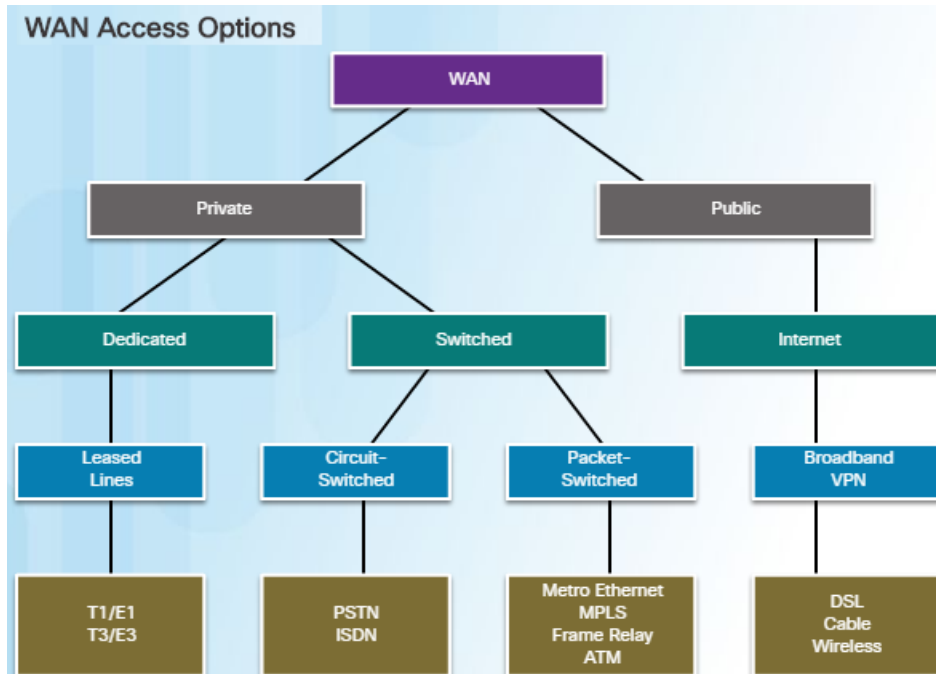 WAN Access Options
WAN
Private
Public
Dedicated
Switched
Internet
Leased
Lines
Circuit-
Switched
Packet-
Switched
Broadband
VPN
T1/E1
T3/E3
PSTN
ISDN
Metro Ethernet
MPLS
Frame Relay
ATM
DSL
Cable
Wireless